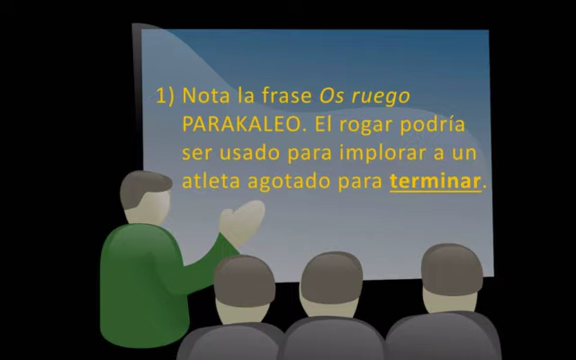 1) Nota la frase Os ruego
PARAKALEO. El rogar podría
ser usado para implorar a un
atleta agotado para terminar.